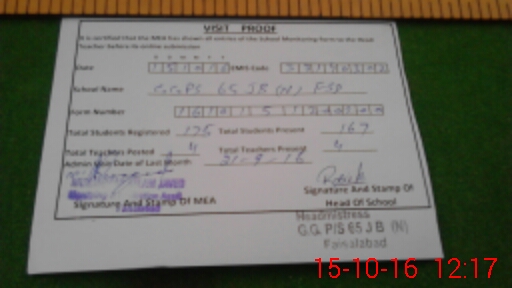 VISIT PROOF
It is certified that the MEA has shown all entries of the School Monitoring form to the Head
Teacher before its online submission
Date EMIS Code
School Name GGPS 65 JB (N) FSD
Form Number
Total Students Registered 175 Total Students Present 167
Total Teachers Posted 4 Total Teachers Present 4
Admin Visit Date of Last Month 21-9-16
Signature And Stamp Of MEA
Signature And Stamp Of
Head Of School
Headmistress
G.G. P/S 65 J B (N)
Faisalabad
15-10-16 12:17